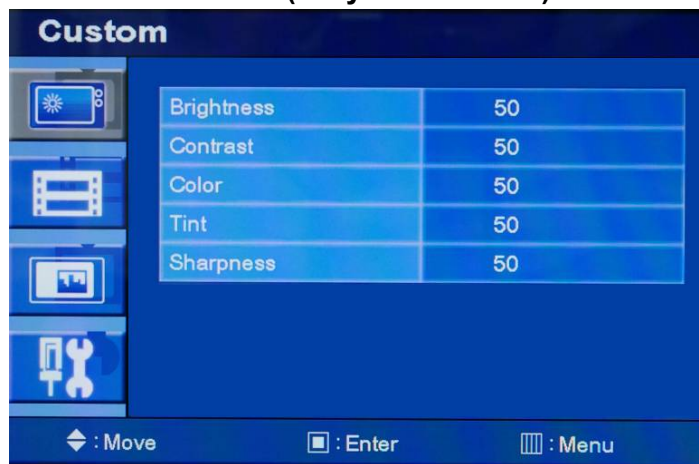 Custom
Brightness 50
Contrast 50
Color 50
Tint 50
Sharpness 50
: Move : Enter : Menu